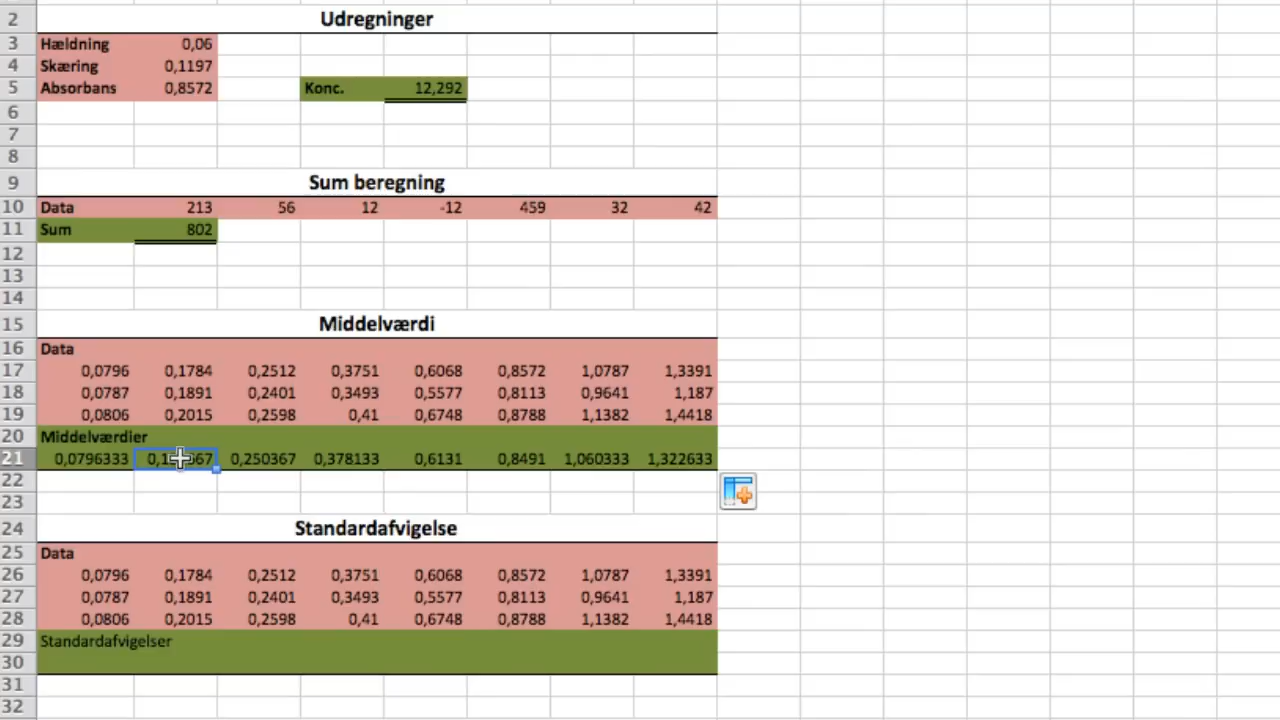 2 Udregninger
3 Hældning 0,06
4 Skæring 0,1197
5 Absorbans 0,8572 Konc. 12,292
6
7
8
9 Sum beregning
10 Data 213 56 12 -12 459 32 42
11 Sum 802
12
13
14
15 Middelværdi
16 Data
17 0,0796 0,1784 0,2512 0,3751 0,6068 0,8572 1,0787 1,3391
18 0,0787 0,1891 0,2401 0,3493 0,5577 0,8113 0,9641 1,187
19 0,0806 0,2015 0,2598 0,41 0,6748 0,8788 1,1382 1,4418
20 Middelværdier
21 0,0796333 0,250367 0,378133 0,6131 0,8491 1,060333 1,322633
22
23
24 Standardafvigelse
25 Data
26 0,0796 0,1784 0,2512 0,3751 0,6068 0,8572 1,0787 1,3391
27 0,0787 0,1891 0,2401 0,3493 0,5577 0,8113 0,9641 1,187
28 0,0806 0,2015 0,2598 0,41 0,6748 0,8788 1,1382 1,4418
29 Standardafvigelser
30
31
32